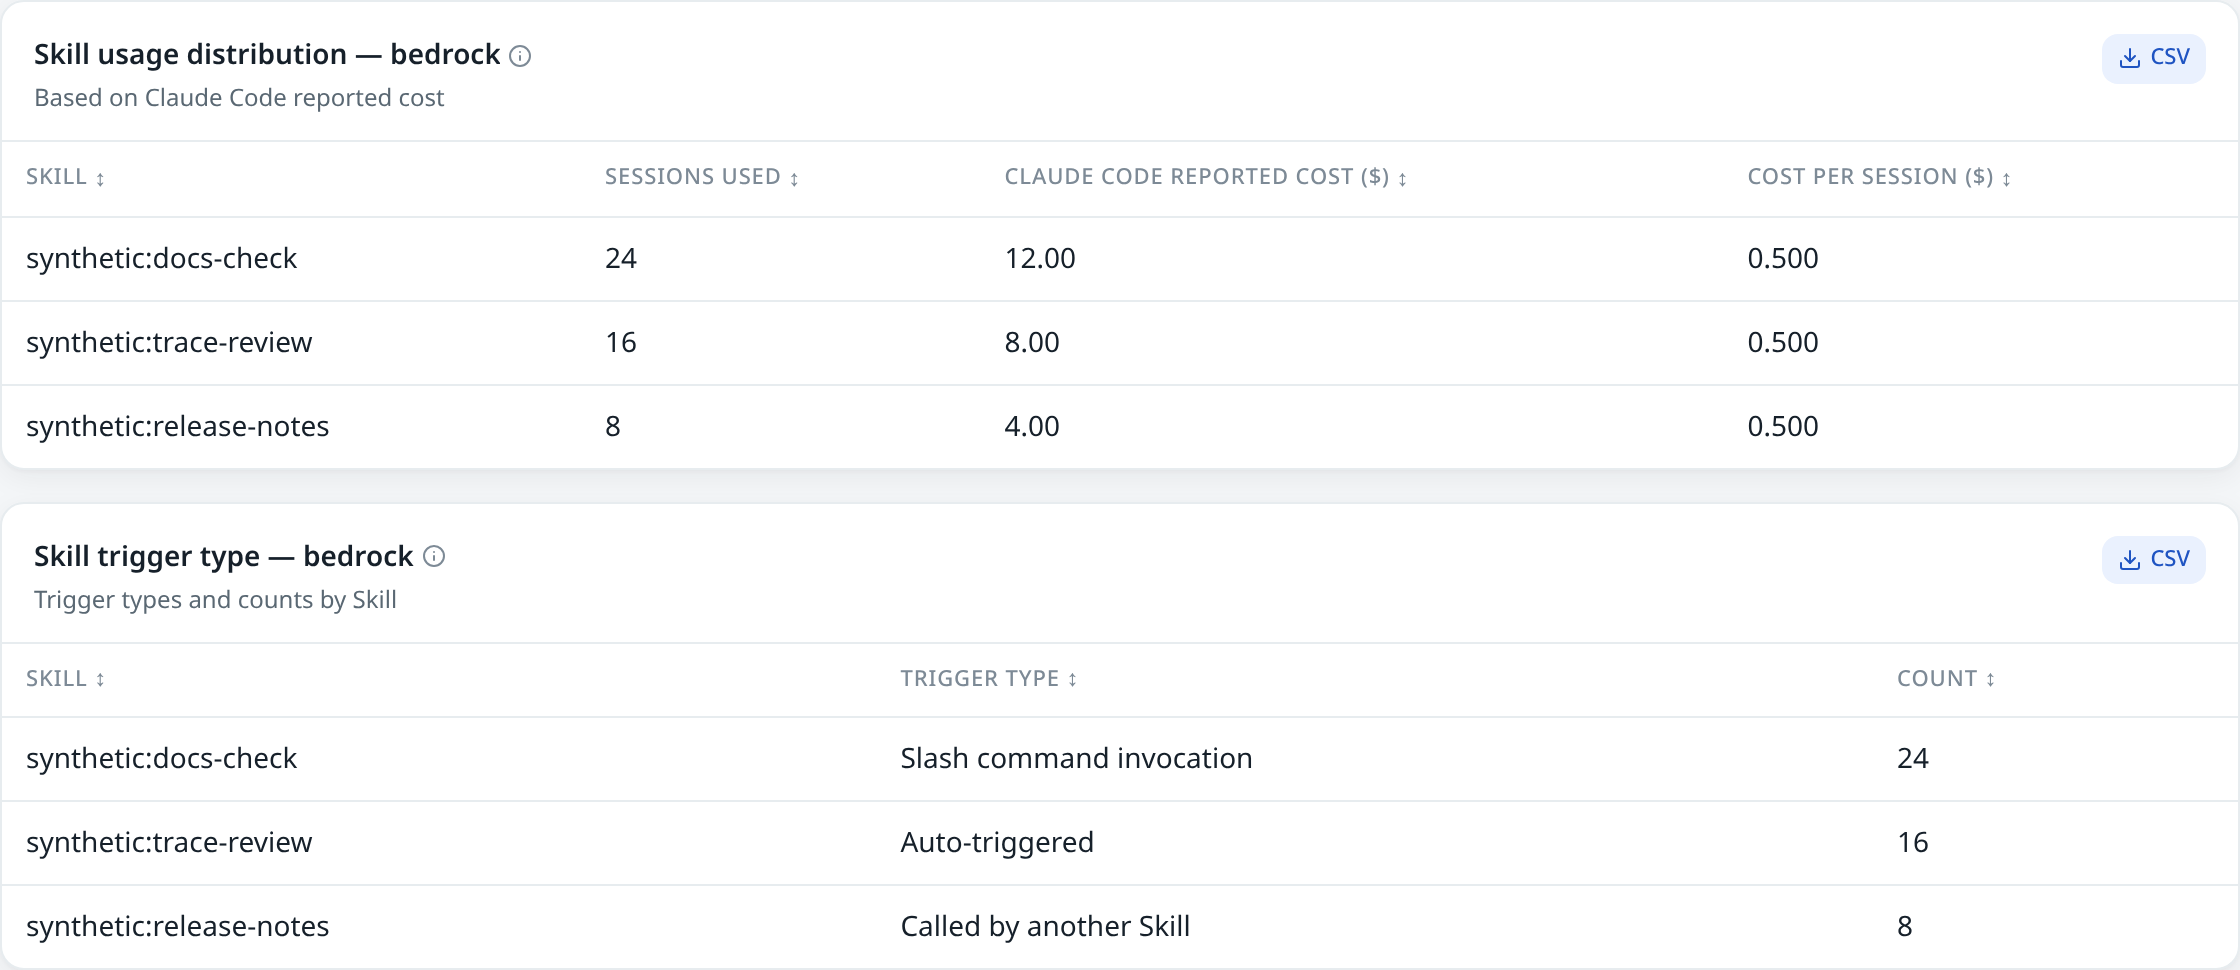 Skill usage distribution — bedrock
CSV
Based on Claude Code reported cost
SKILL ↕ SESSIONS USED ↕ CLAUDE CODE REPORTED COST ($) ↕ COST PER SESSION ($) ↕
synthetic:docs-check 24 12.00 0.500
synthetic:trace-review 16 8.00 0.500
synthetic:release-notes 8 4.00 0.500
Skill trigger type — bedrock
CSV
Trigger types and counts by Skill
SKILL ↕ TRIGGER TYPE ↕ COUNT ↕
synthetic:docs-check Slash command invocation 24
synthetic:trace-review Auto-triggered 16
synthetic:release-notes Called by another Skill 8